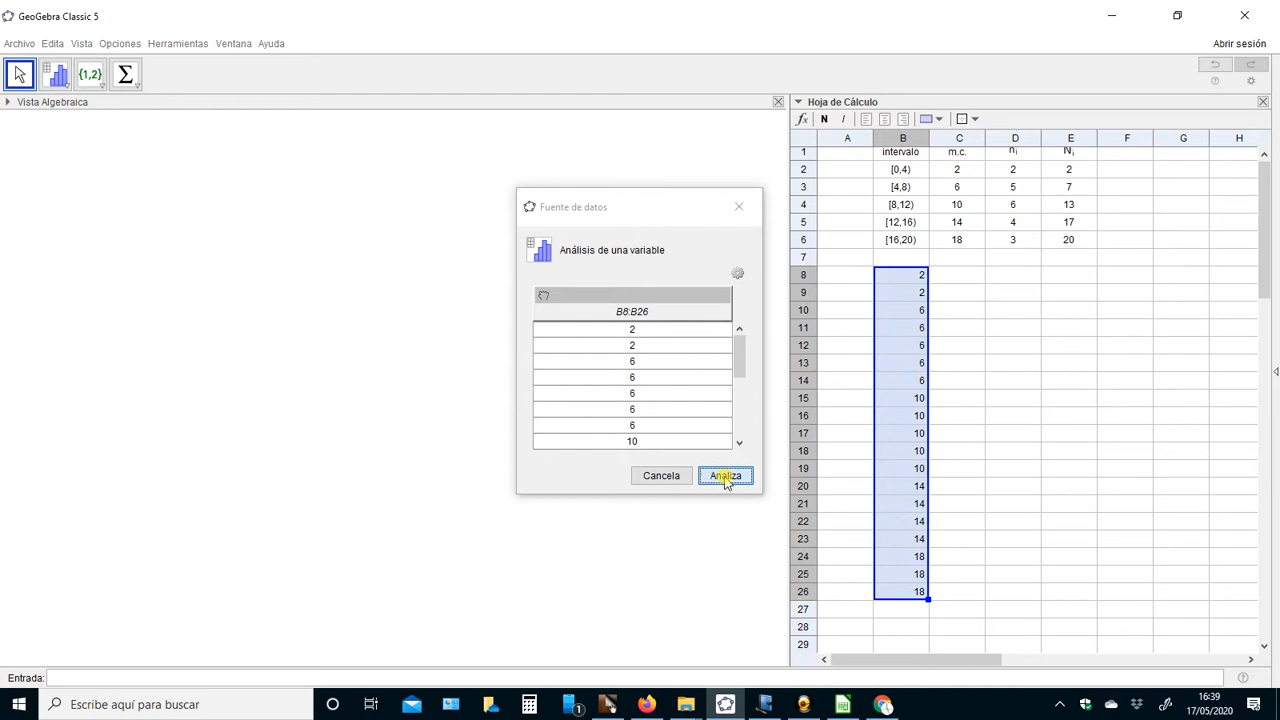 GeoGebra Classic 5
Archivo Edita Vista Opciones Herramientas Ventana Ayuda
Abrir sesión
{1,2} Σ
Vista Algebraica
Hoja de Cálculo
fx N I
A B C D E F G H
1 intervalo m.c. ni Ni
2 [0,4) 2 2 2
3 [4,8) 6 5 7
4 [8,12) 10 6 13
5 [12,16) 14 4 17
6 [16,20) 18 3 20
7
8 2
9 2
10 6
11 6
12 6
13 6
14 6
15 10
16 10
17 10
18 10
19 10
20 14
21 14
22 14
23 14
24 18
25 18
26 18
27
28
29
Fuente de datos
Análisis de una variable
B8:B26
2
2
6
6
6
6
6
10
Cancela Analiza
Entrada:
Escribe aquí para buscar
1
16:39
17/05/2020